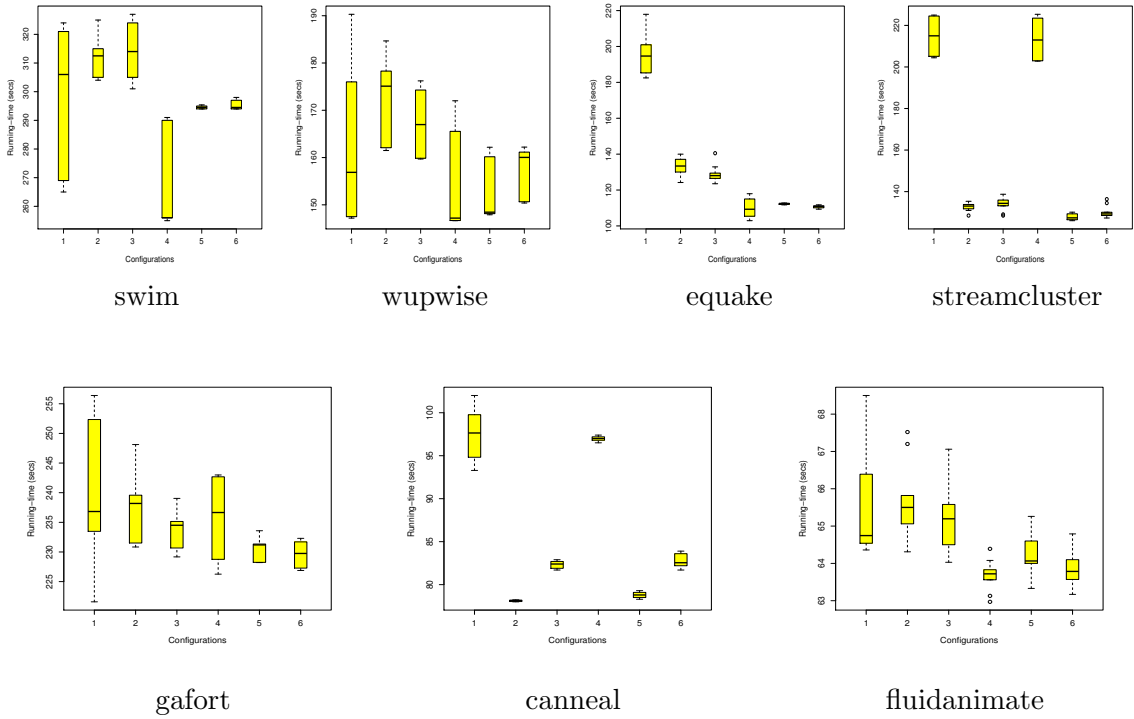 Running−time (secs)
260 270 280 290 300 310 320
1 2 3 4 5 6
Configurations
swim
Running−time (secs)
150 160 170 180 190
1 2 3 4 5 6
Configurations
wupwise
Running−time (secs)
100 120 140 160 180 200 220
1 2 3 4 5 6
Configurations
equake
Running−time (secs)
140 160 180 200 220
1 2 3 4 5 6
Configurations
streamcluster
Running−time (secs)
225 230 235 240 245 250 255
1 2 3 4 5 6
Configurations
gafort
Running−time (secs)
80 85 90 95 100
1 2 3 4 5 6
Configurations
canneal
Running−time (secs)
63 64 65 66 67 68
1 2 3 4 5 6
Configurations
fluidanimate